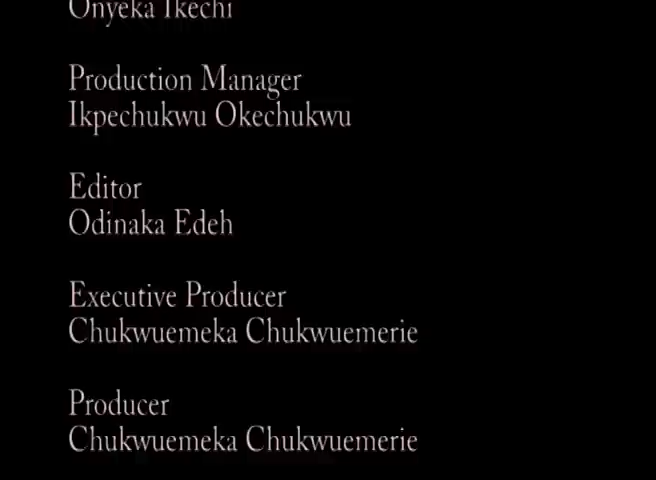 Onyeka Ikechi
Production Manager
Ikpechukwu Okechukwu
Editor
Odinaka Edeh
Executive Producer
Chukwuemeka Chukwuemerie
Producer
Chukwuemeka Chukwuemerie